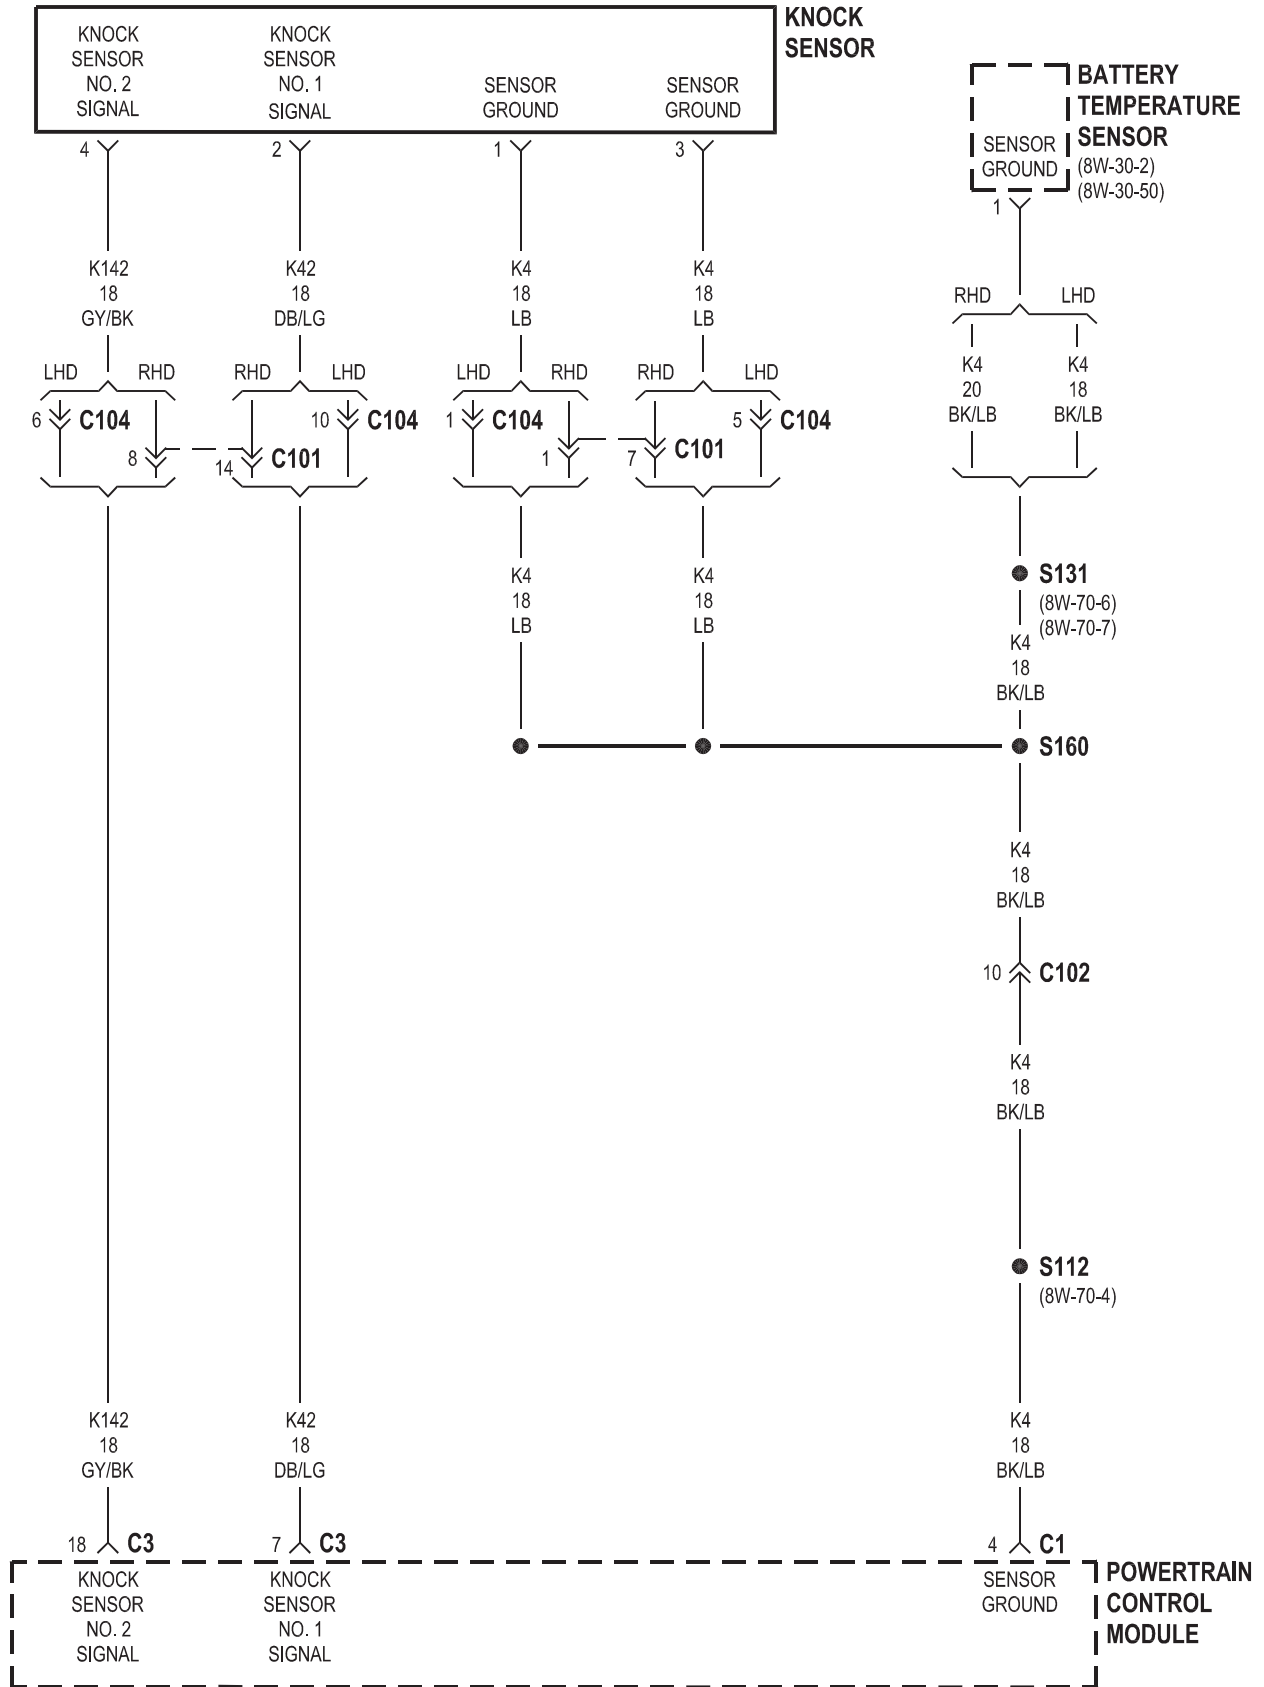 KNOCK
SENSOR
KNOCK
SENSOR
NO. 2
SIGNAL
KNOCK
SENSOR
NO. 1
SIGNAL
SENSOR
GROUND
SENSOR
GROUND
BATTERY
TEMPERATURE
SENSOR
(8W-30-2)
(8W-30-50)
SENSOR
GROUND
4
2
1
3
1
K142
18
GY/BK
K42
18
DB/LG
K4
18
LB
K4
18
LB
RHD LHD
K4
20
BK/LB
K4
18
BK/LB
LHD RHD
RHD LHD
LHD RHD
RHD LHD
6 C104
10 C104
1 C104
5 C104
8
14 C101
1
7 C101
K4
18
LB
K4
18
LB
S131
(8W-70-6)
(8W-70-7)
K4
18
BK/LB
S160
K4
18
BK/LB
10 C102
K4
18
BK/LB
S112
(8W-70-4)
K142
18
GY/BK
K42
18
DB/LG
K4
18
BK/LB
18 C3
7 C3
4 C1
KNOCK
SENSOR
NO. 2
SIGNAL
KNOCK
SENSOR
NO. 1
SIGNAL
SENSOR
GROUND
POWERTRAIN
CONTROL
MODULE